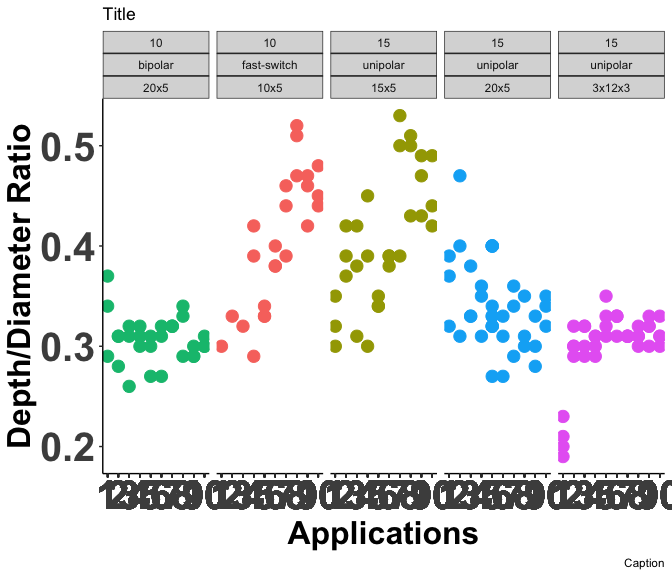 Title
10 10 15 15 15
bipolar fast-switch unipolar unipolar unipolar
20x5 10x5 15x5 20x5 3x12x3
Depth/Diameter Ratio
0.5
0.4
0.3
0.2
Applications
Caption